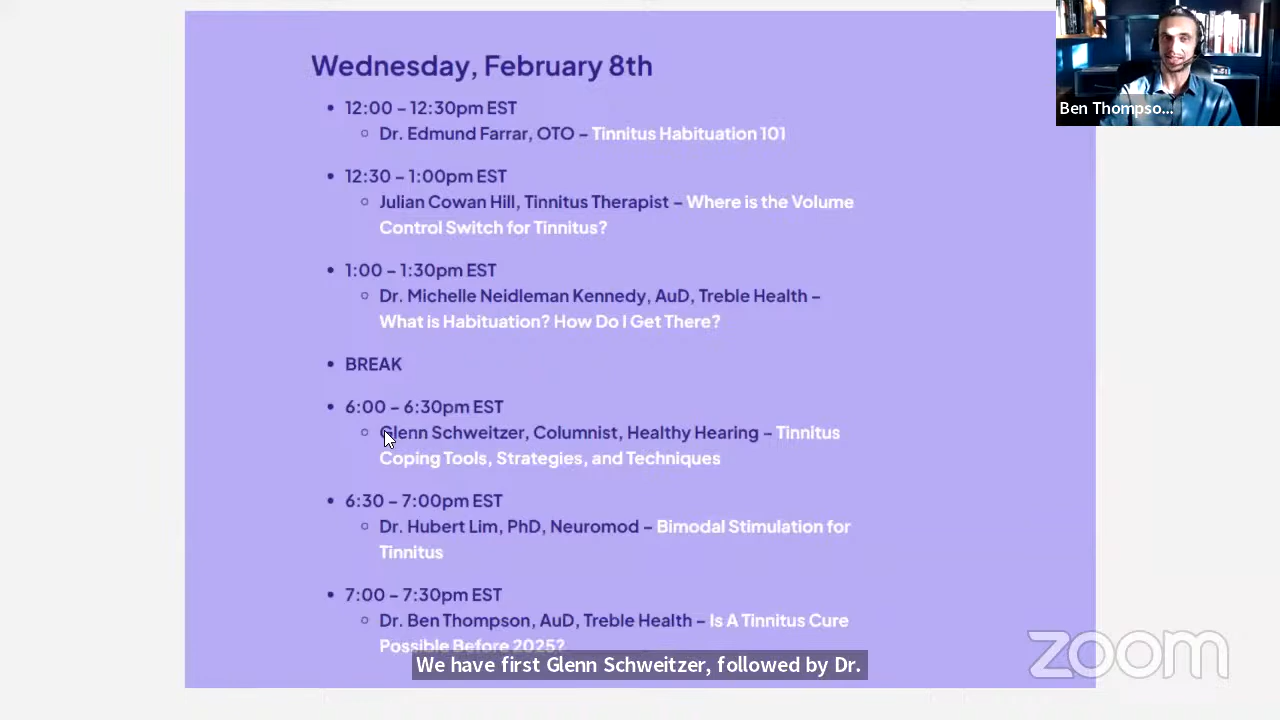 Wednesday, February 8th
• 12:00 – 12:30pm EST
○ Dr. Edmund Farrar, OTO – Tinnitus Habituation 101
• 12:30 – 1:00pm EST
○ Julian Cowan Hill, Tinnitus Therapist – Where is the Volume
Control Switch for Tinnitus?
• 1:00 – 1:30pm EST
○ Dr. Michelle Neidleman Kennedy, AuD, Treble Health –
What is Habituation? How Do I Get There?
• BREAK
• 6:00 – 6:30pm EST
○ Glenn Schweitzer, Columnist, Healthy Hearing – Tinnitus
Coping Tools, Strategies, and Techniques
• 6:30 – 7:00pm EST
○ Dr. Hubert Lim, PhD, Neuromod – Bimodal Stimulation for
Tinnitus
• 7:00 – 7:30pm EST
○ Dr. Ben Thompson, AuD, Treble Health – Is A Tinnitus Cure
Possible Before 2025?
We have first Glenn Schweitzer, followed by Dr.
Ben Thompso...
zoom